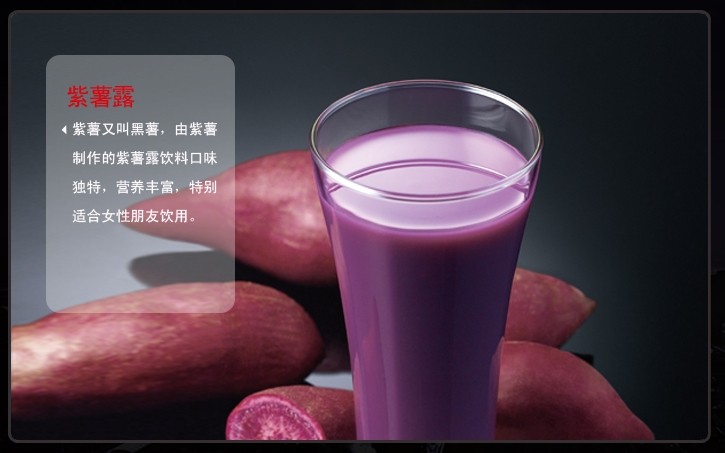 紫薯露
紫薯又叫黑薯，由紫薯
制作的紫薯露饮料口味
独特，营养丰富，特别
适合女性朋友饮用。